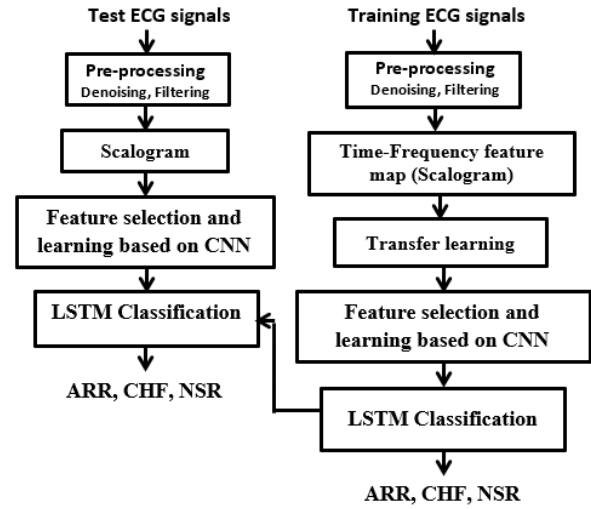 Test ECG signals
Pre-processing
Denoising, Filtering
Scalogram
Feature selection and
learning based on CNN
LSTM Classification
ARR, CHF, NSR
Training ECG signals
Pre-processing
Denoising, Filtering
Time-Frequency feature
map (Scalogram)
Transfer learning
Feature selection and
learning based on CNN
LSTM Classification
ARR, CHF, NSR